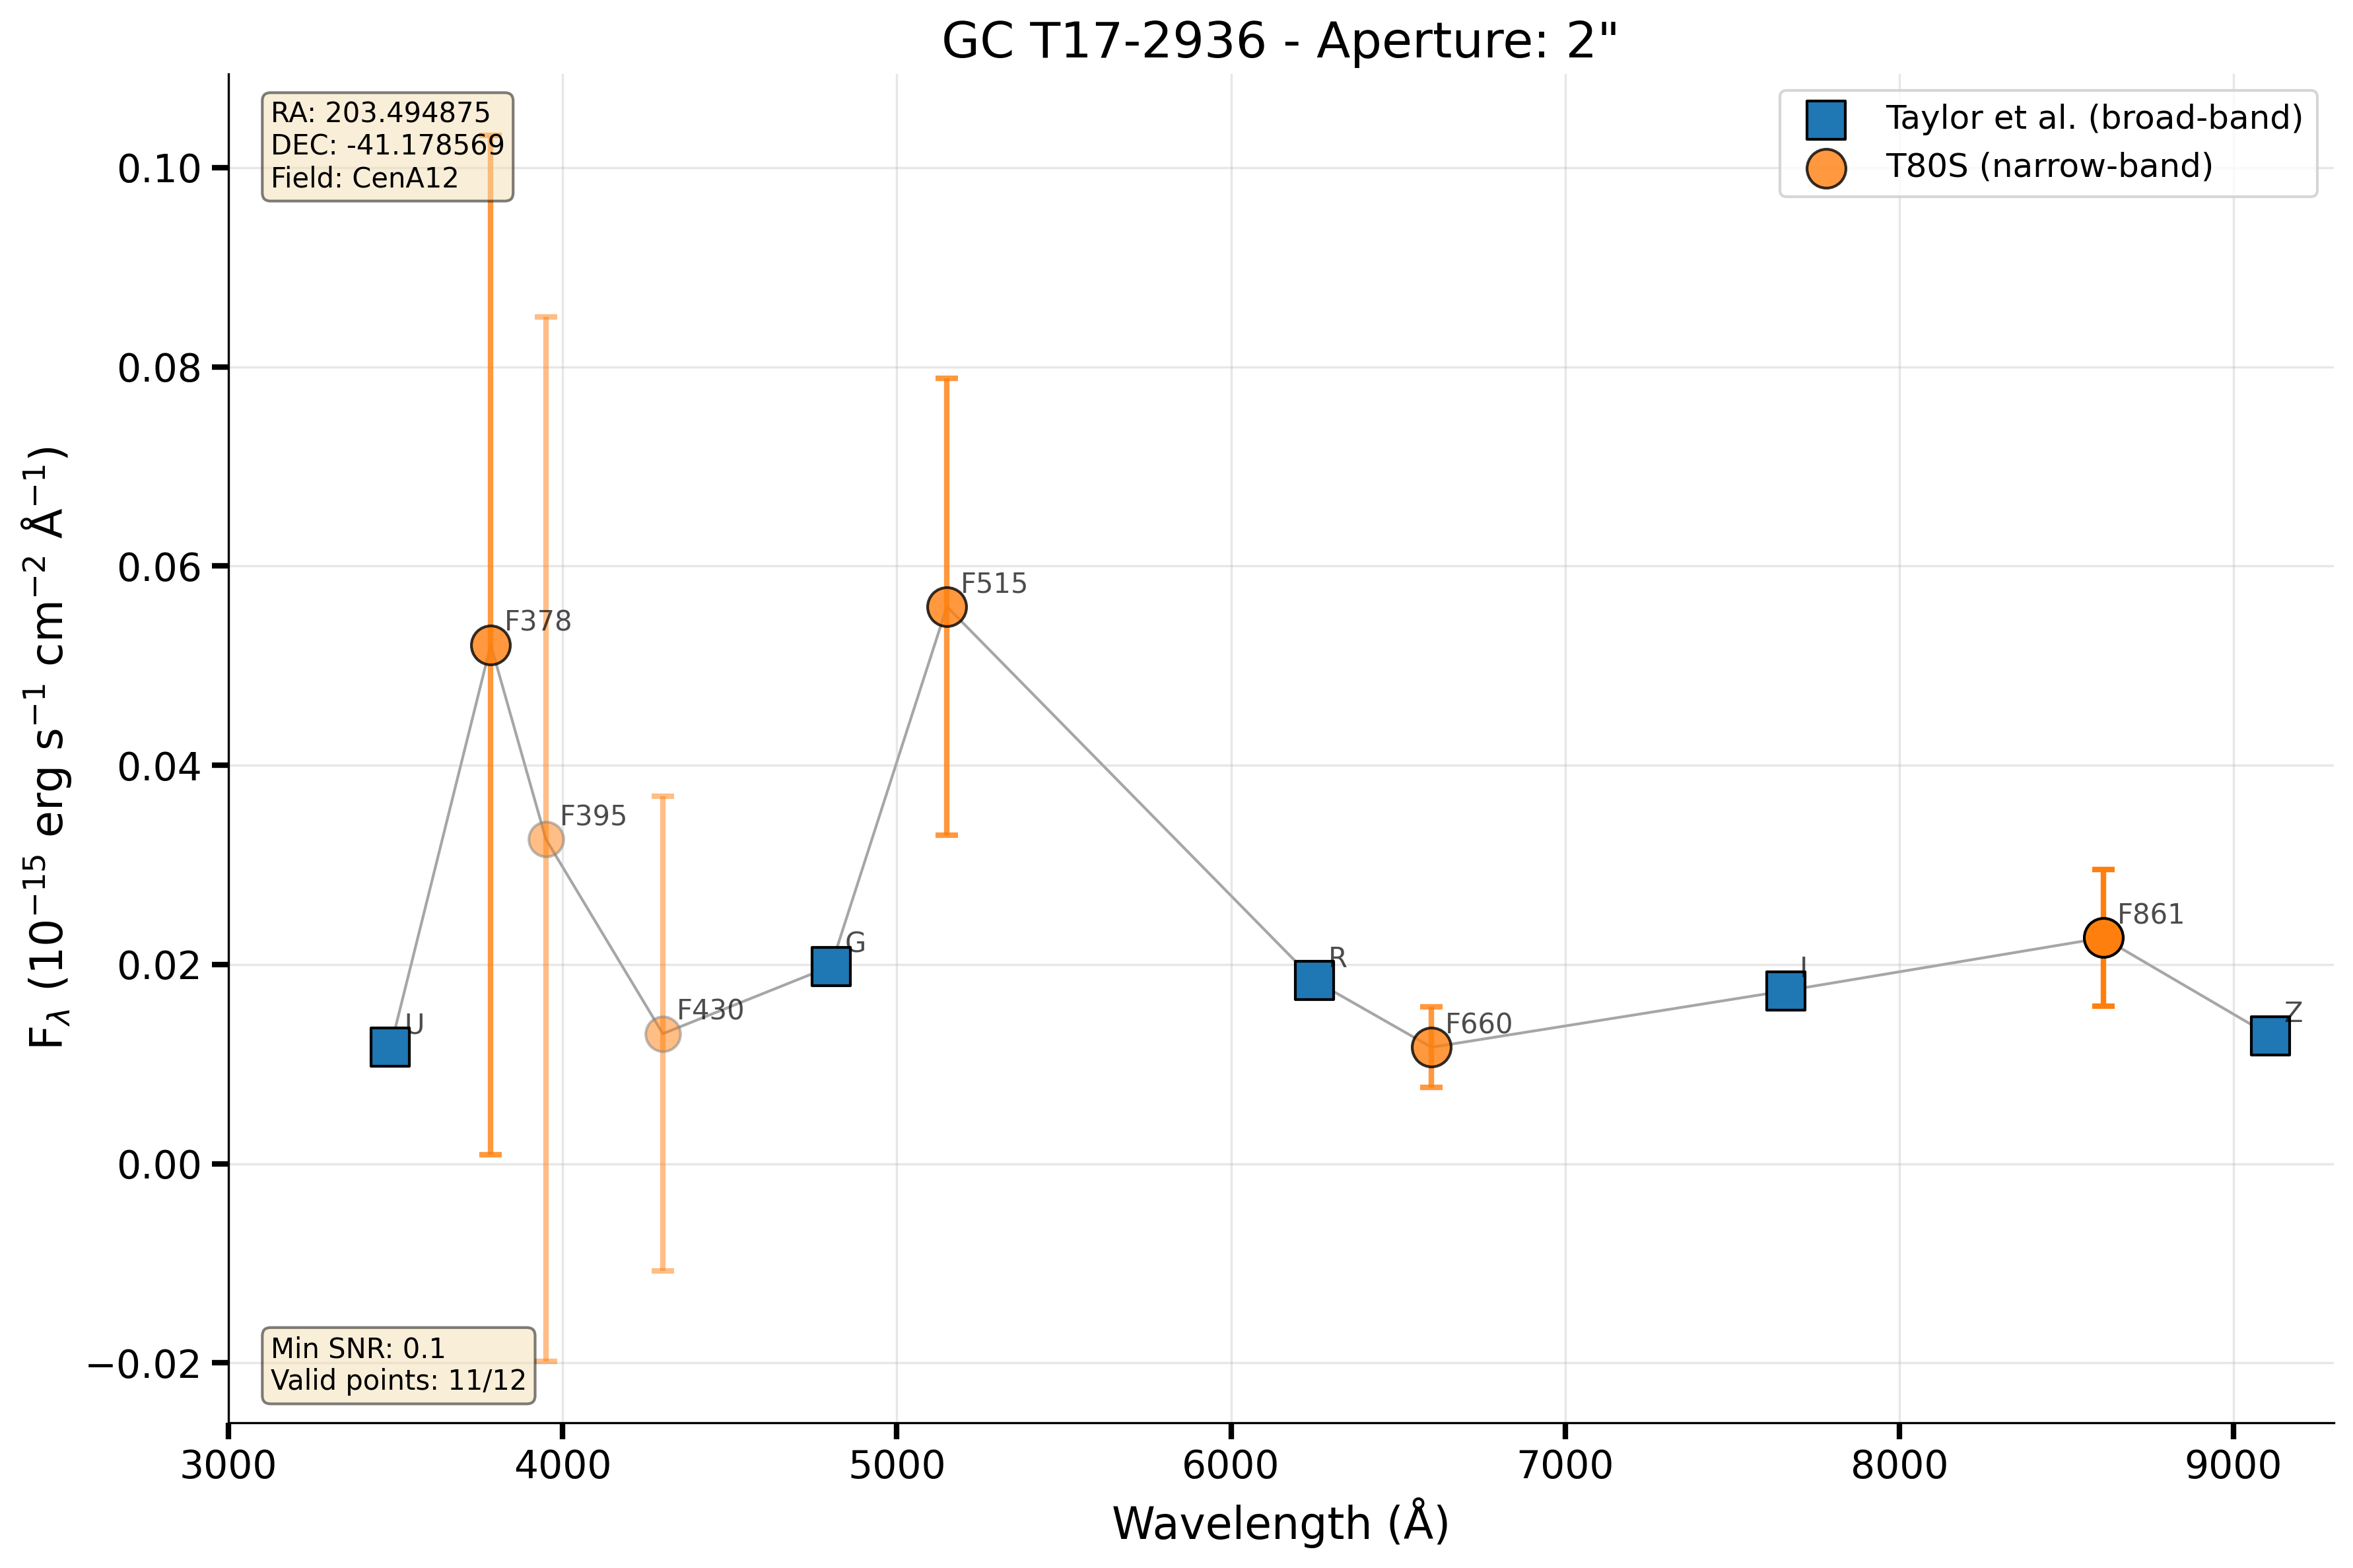 GC T17-2936 - Aperture: 2"
RA: 203.494875
DEC: -41.178569
Field: CenA12
Taylor et al. (broad-band)
T80S (narrow-band)
0.10
0.08
0.06
0.04
0.02
0.00
−0.02
F_λ (10⁻¹⁵ erg s⁻¹ cm⁻² Å⁻¹)
U
F378
F395
F430
G
F515
R
F660
I
F861
Z
Min SNR: 0.1
Valid points: 11/12
3000 4000 5000 6000 7000 8000 9000
Wavelength (Å)